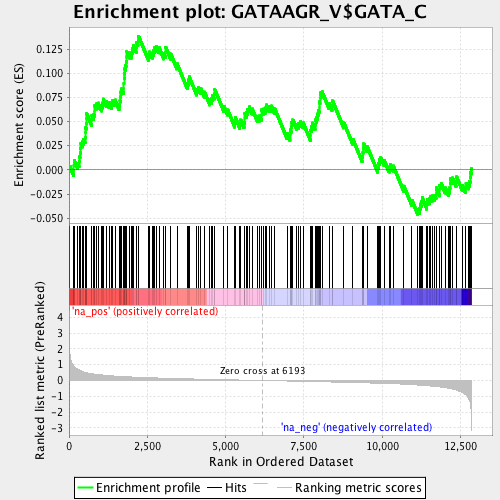 Enrichment plot: GATAAGR_V$GATA_C
Enrichment score (ES)
0.125
0.100
0.075
0.050
0.025
0.000
-0.025
-0.050
'na_pos' (positively correlated)
Ranked list metric (PreRanked)
4
3
2
1
0
-1
-2
-3
Zero cross at 6193
'na_neg' (negatively correlated)
0
2,500
5,000
7,500
10,000
12,500
Rank in Ordered Dataset
Enrichment profile
Hits
Ranking metric scores